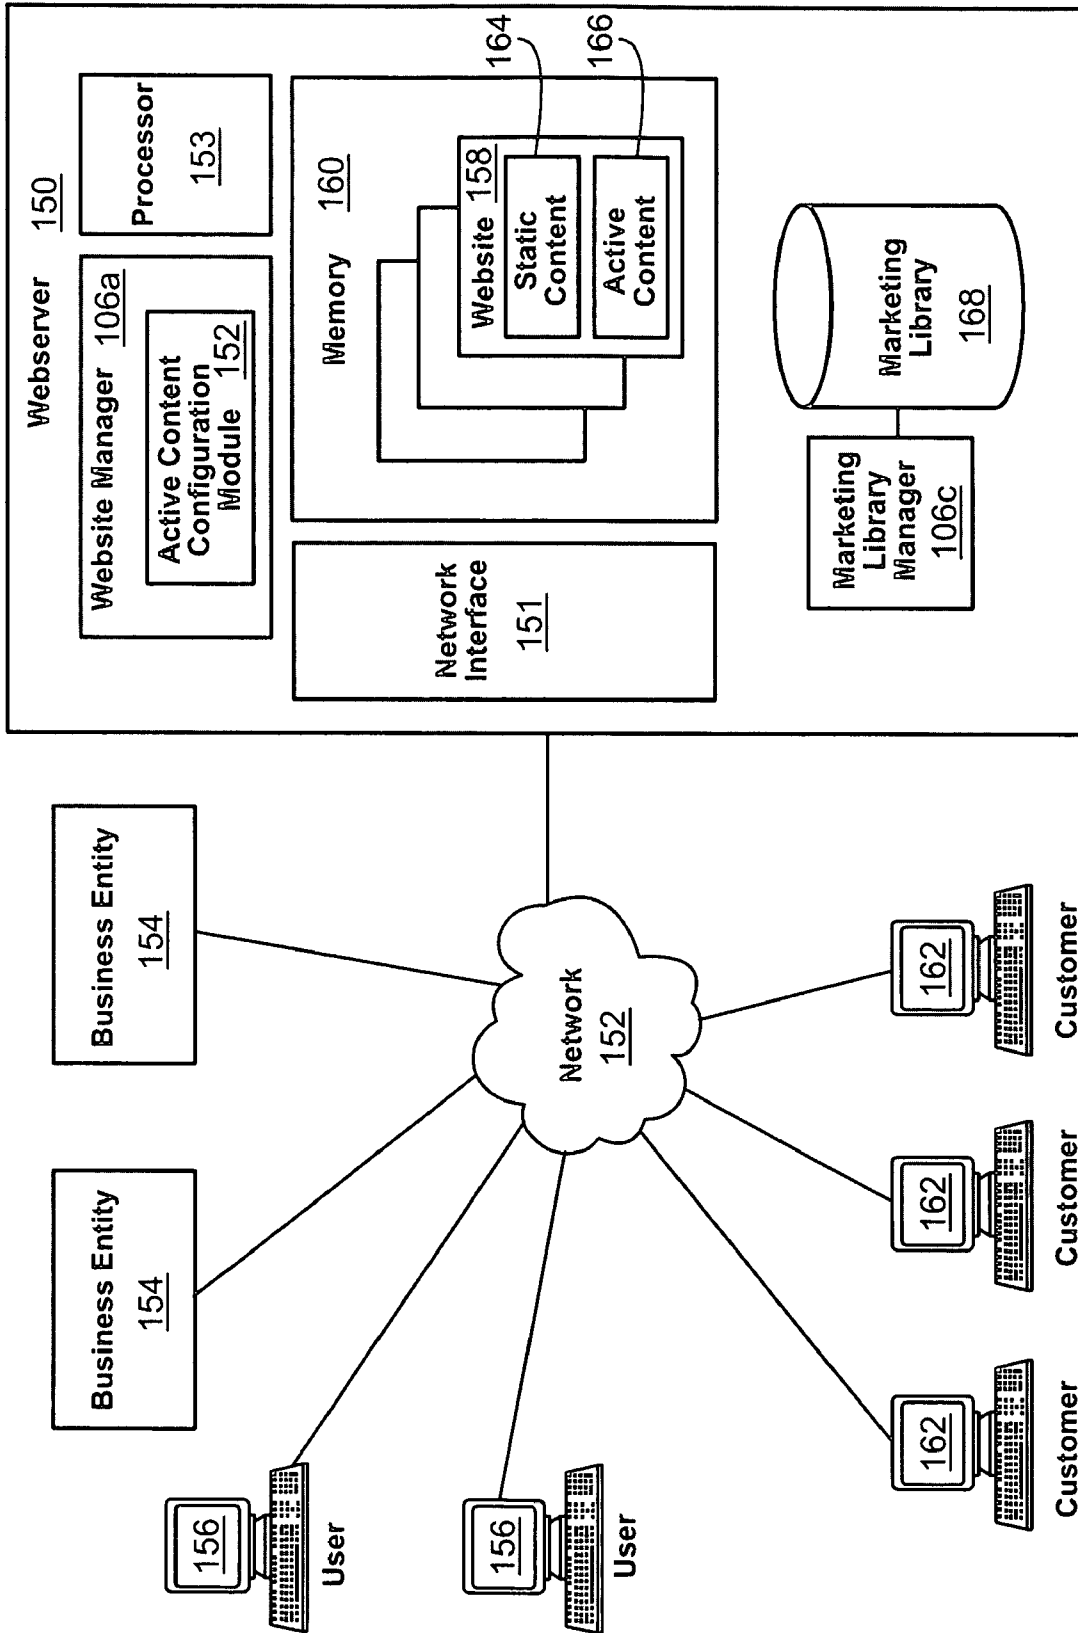 Business Entity
154
Business Entity
154
156
User
156
User
Network
152
162
Customer
162
Customer
162
Customer
Webserver
150
Website Manager 106a
Active Content
Configuration
Module 152
Processor
153
Network
Interface
151
Memory
160
Website 158
Static
Content
Active
Content
164
166
Marketing
Library
Manager
106c
Marketing
Library
168